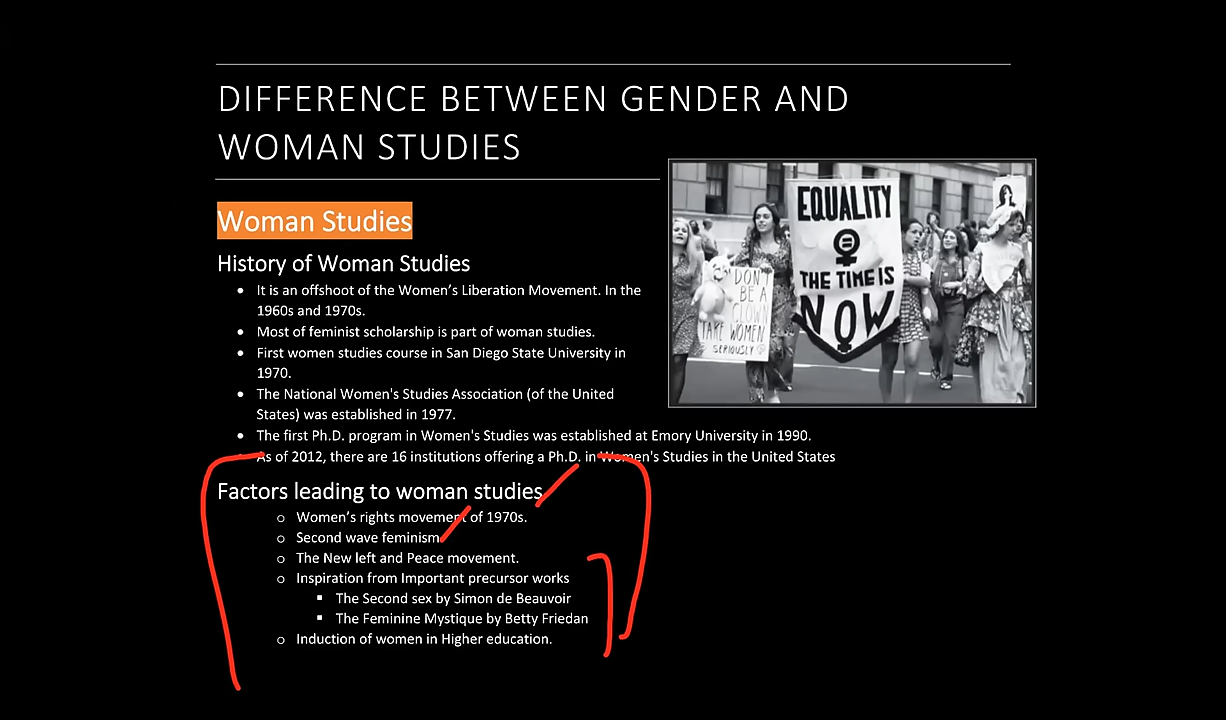 DIFFERENCE BETWEEN GENDER AND
WOMAN STUDIES
Woman Studies
History of Woman Studies
• It is an offshoot of the Women's Liberation Movement. In the
1960s and 1970s.
• Most of feminist scholarship is part of woman studies.
• First women studies course in San Diego State University in
1970.
• The National Women's Studies Association (of the United
States) was established in 1977.
• The first Ph.D. program in Women's Studies was established at Emory University in 1990.
• As of 2012, there are 16 institutions offering a Ph.D. in Women's Studies in the United States
Factors leading to woman studies
o Women's rights movement of 1970s.
o Second wave feminism
o The New left and Peace movement.
o Inspiration from Important precursor works
▪ The Second sex by Simon de Beauvoir
▪ The Feminine Mystique by Betty Friedan
o Induction of women in Higher education.
EQUALITY
THE TIME IS
NOW
DON'T
BE A
CLOWN
TAKE WOMEN
SERIOUSLY